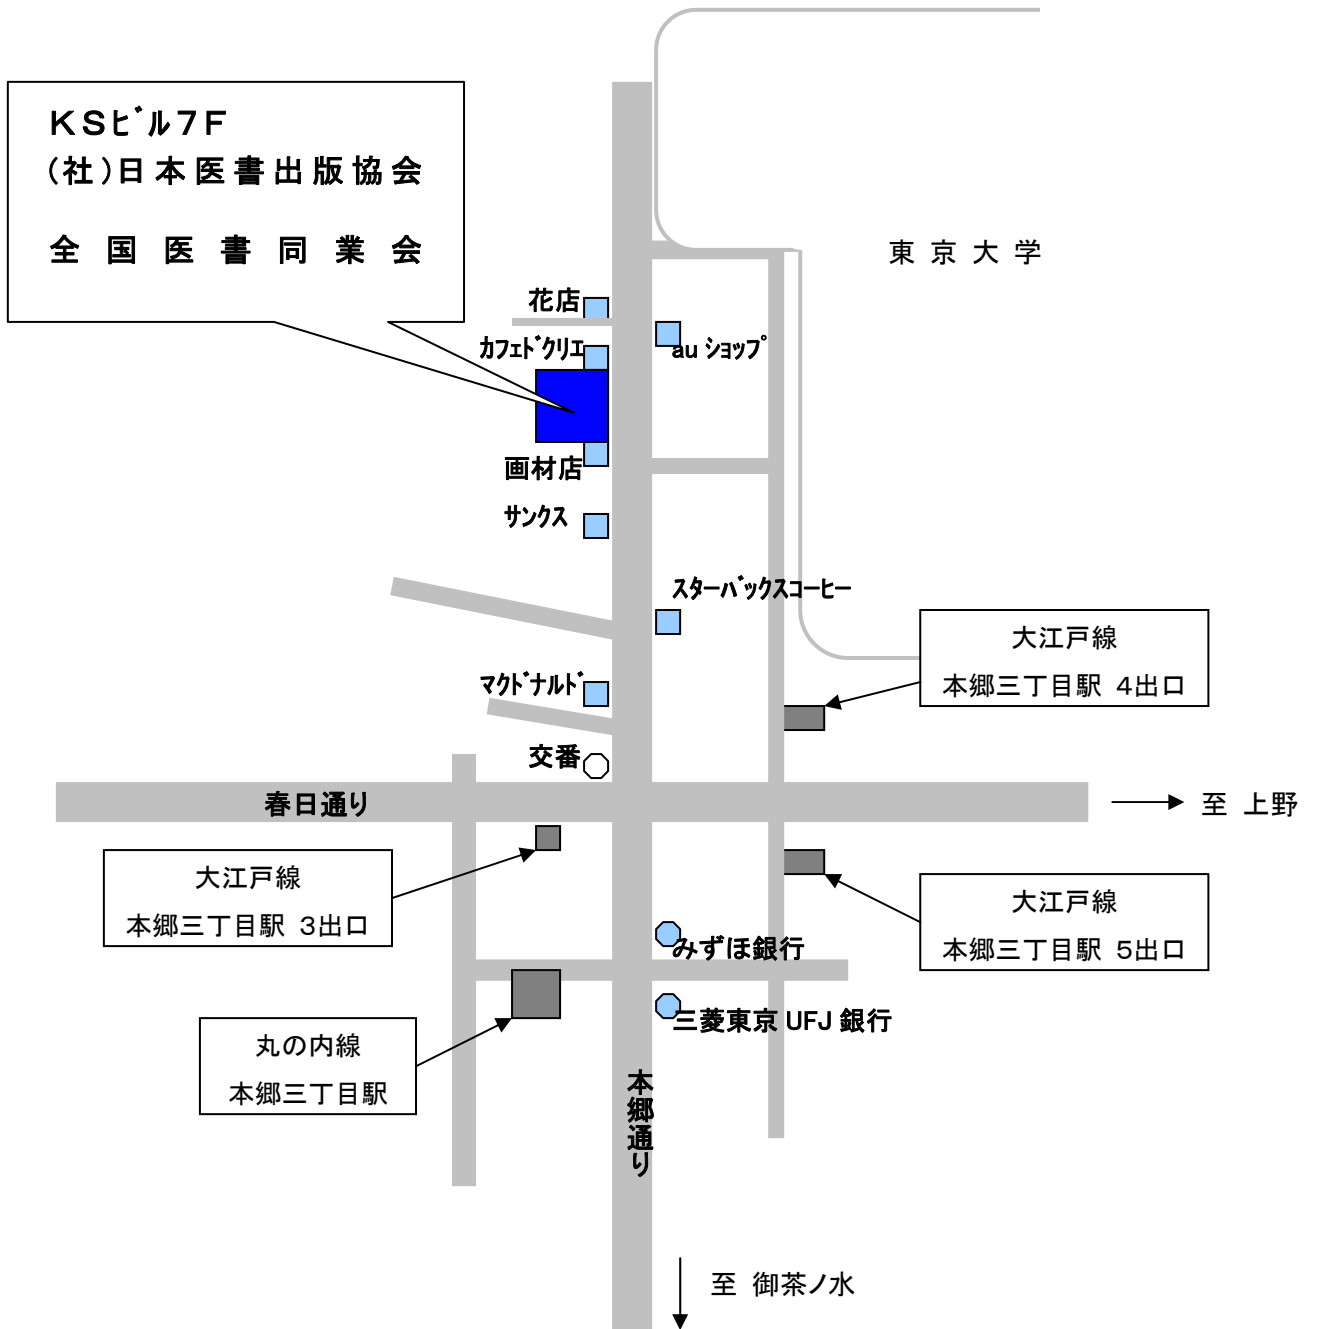 KSﾋﾞﾙ7F
(社)日本医書出版協会
全国医書同業会
東京大学
花店
ｶﾌｪﾄﾞｸﾘｴ
au ｼｮｯﾌﾟ
画材店
ｻﾝｸｽ
ｽﾀｰﾊﾞｯｸｽｺｰﾋｰ
大江戸線
本郷三丁目駅 4出口
ﾏｸﾄﾞﾅﾙﾄﾞ
交番
春日通り
至 上野
大江戸線
本郷三丁目駅 3出口
大江戸線
本郷三丁目駅 5出口
みずほ銀行
三菱東京 UFJ 銀行
丸の内線
本郷三丁目駅
本郷通り
至 御茶ノ水